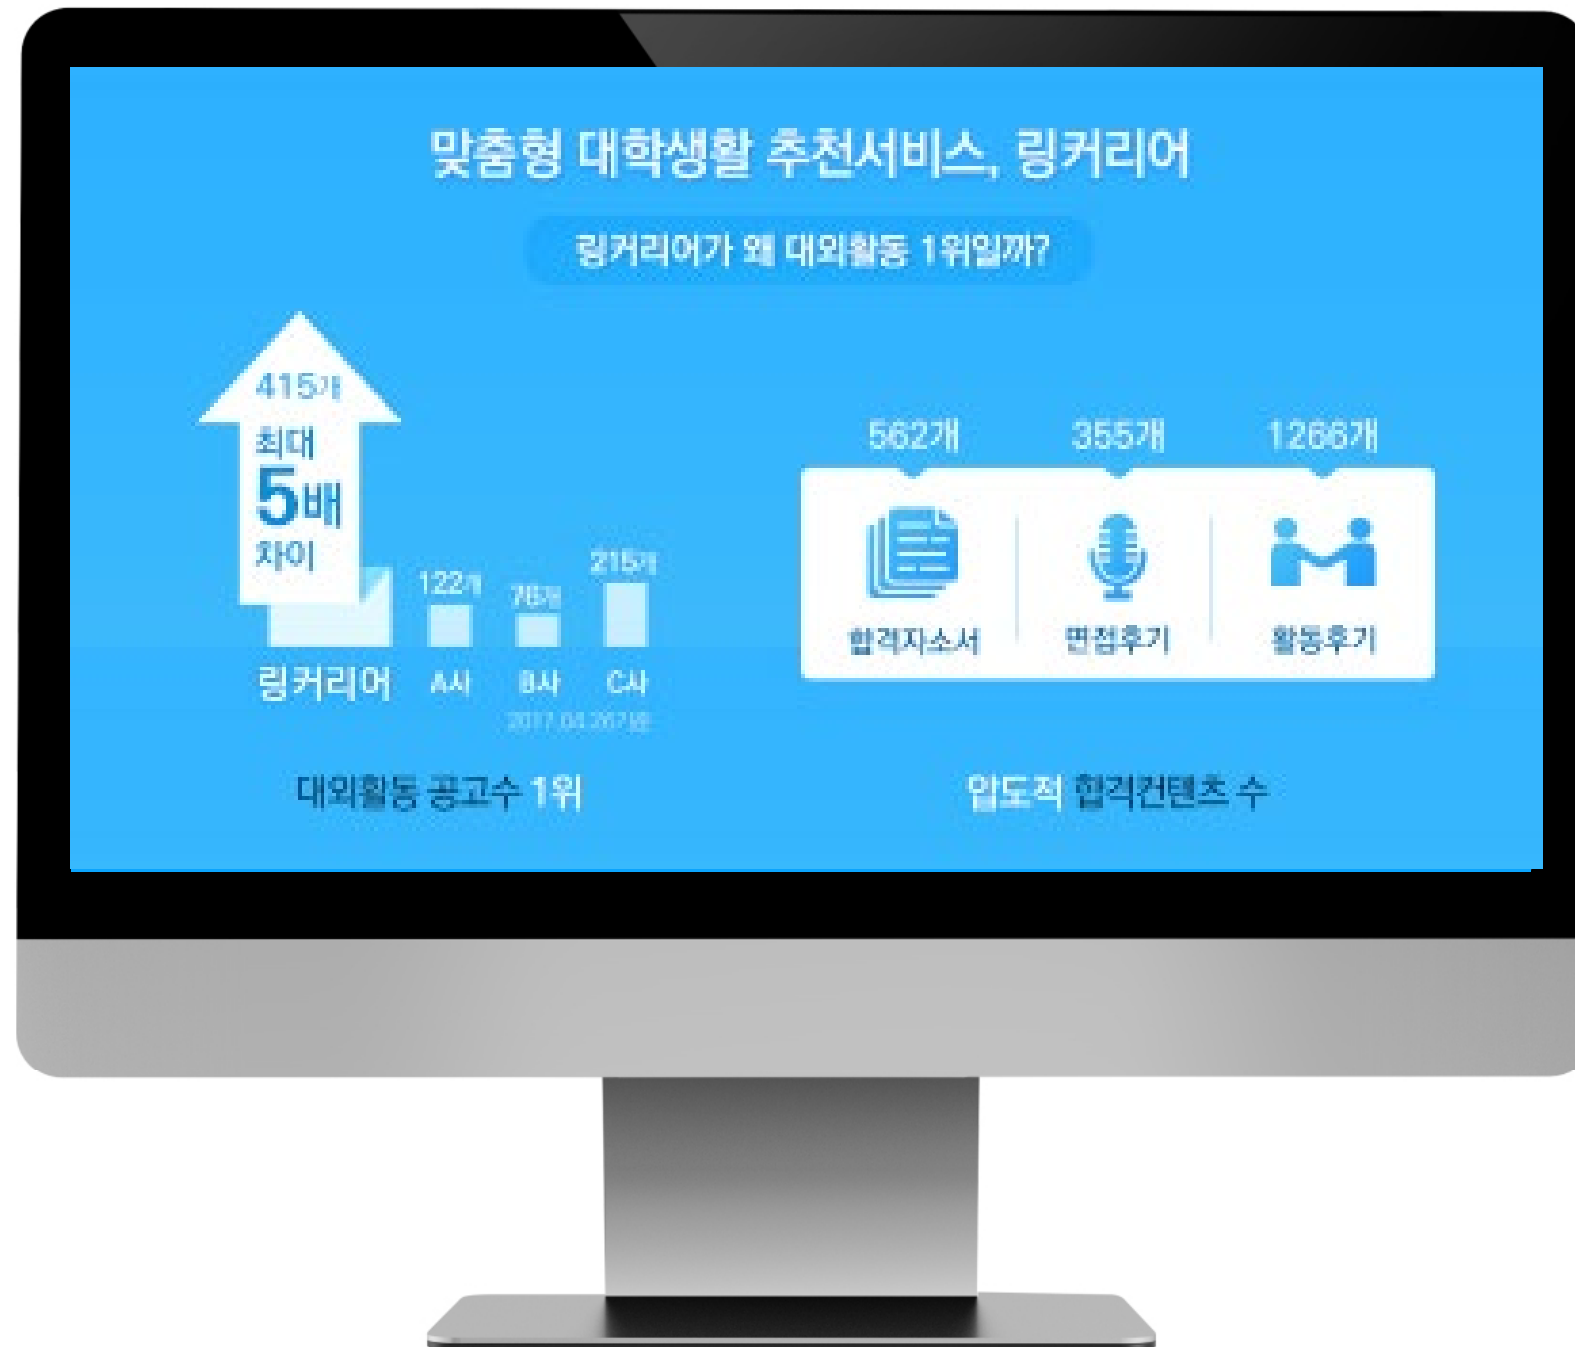 맞춤형 대학생활 추천서비스, 링커리어
링커리어가 왜 대외활동 1위일까?
415개
최대
5배
차이
122개
76개
215개
링커리어
A사
B사
C사
대외활동 공고수 1위
562개
355개
1266개
합격자소서
면접후기
활동후기
압도적 합격컨텐츠 수